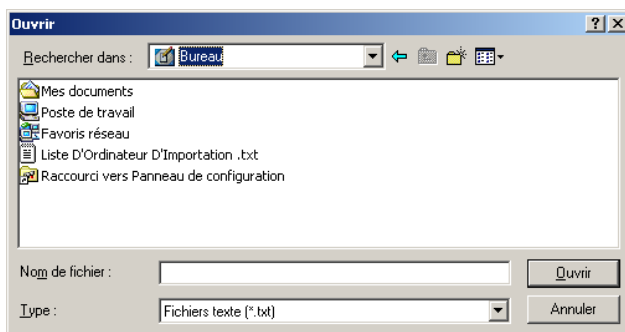 Ouvrir
Rechercher dans : Bureau
Mes documents
Poste de travail
Favoris réseau
Liste D'Ordinateur D'Importation .txt
Raccourci vers Panneau de configuration
Nom de fichier : Ouvrir
Type : Fichiers texte (*.txt) Annuler